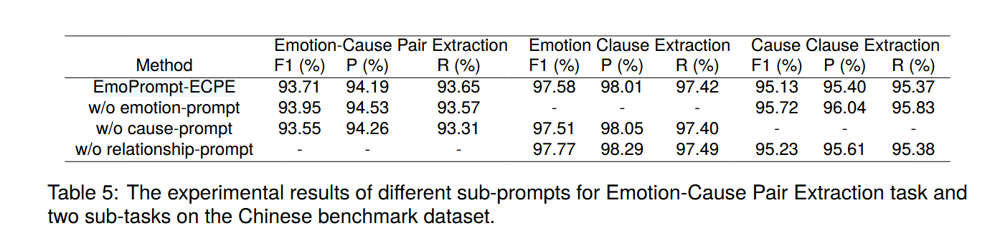 Emotion-Cause Pair Extraction Emotion Clause Extraction Cause Clause Extraction
Method F1 (%) P (%) R (%) F1 (%) P (%) R (%) F1 (%) P (%) R (%)
EmoPrompt-ECPE 93.71 94.19 93.65 97.58 98.01 97.42 95.13 95.40 95.37
w/o emotion-prompt 93.95 94.53 93.57 - - - 95.72 96.04 95.83
w/o cause-prompt 93.55 94.26 93.31 97.51 98.05 97.40 - - -
w/o relationship-prompt - - - 97.77 98.29 97.49 95.23 95.61 95.38
Table 5: The experimental results of different sub-prompts for Emotion-Cause Pair Extraction task and
two sub-tasks on the Chinese benchmark dataset.